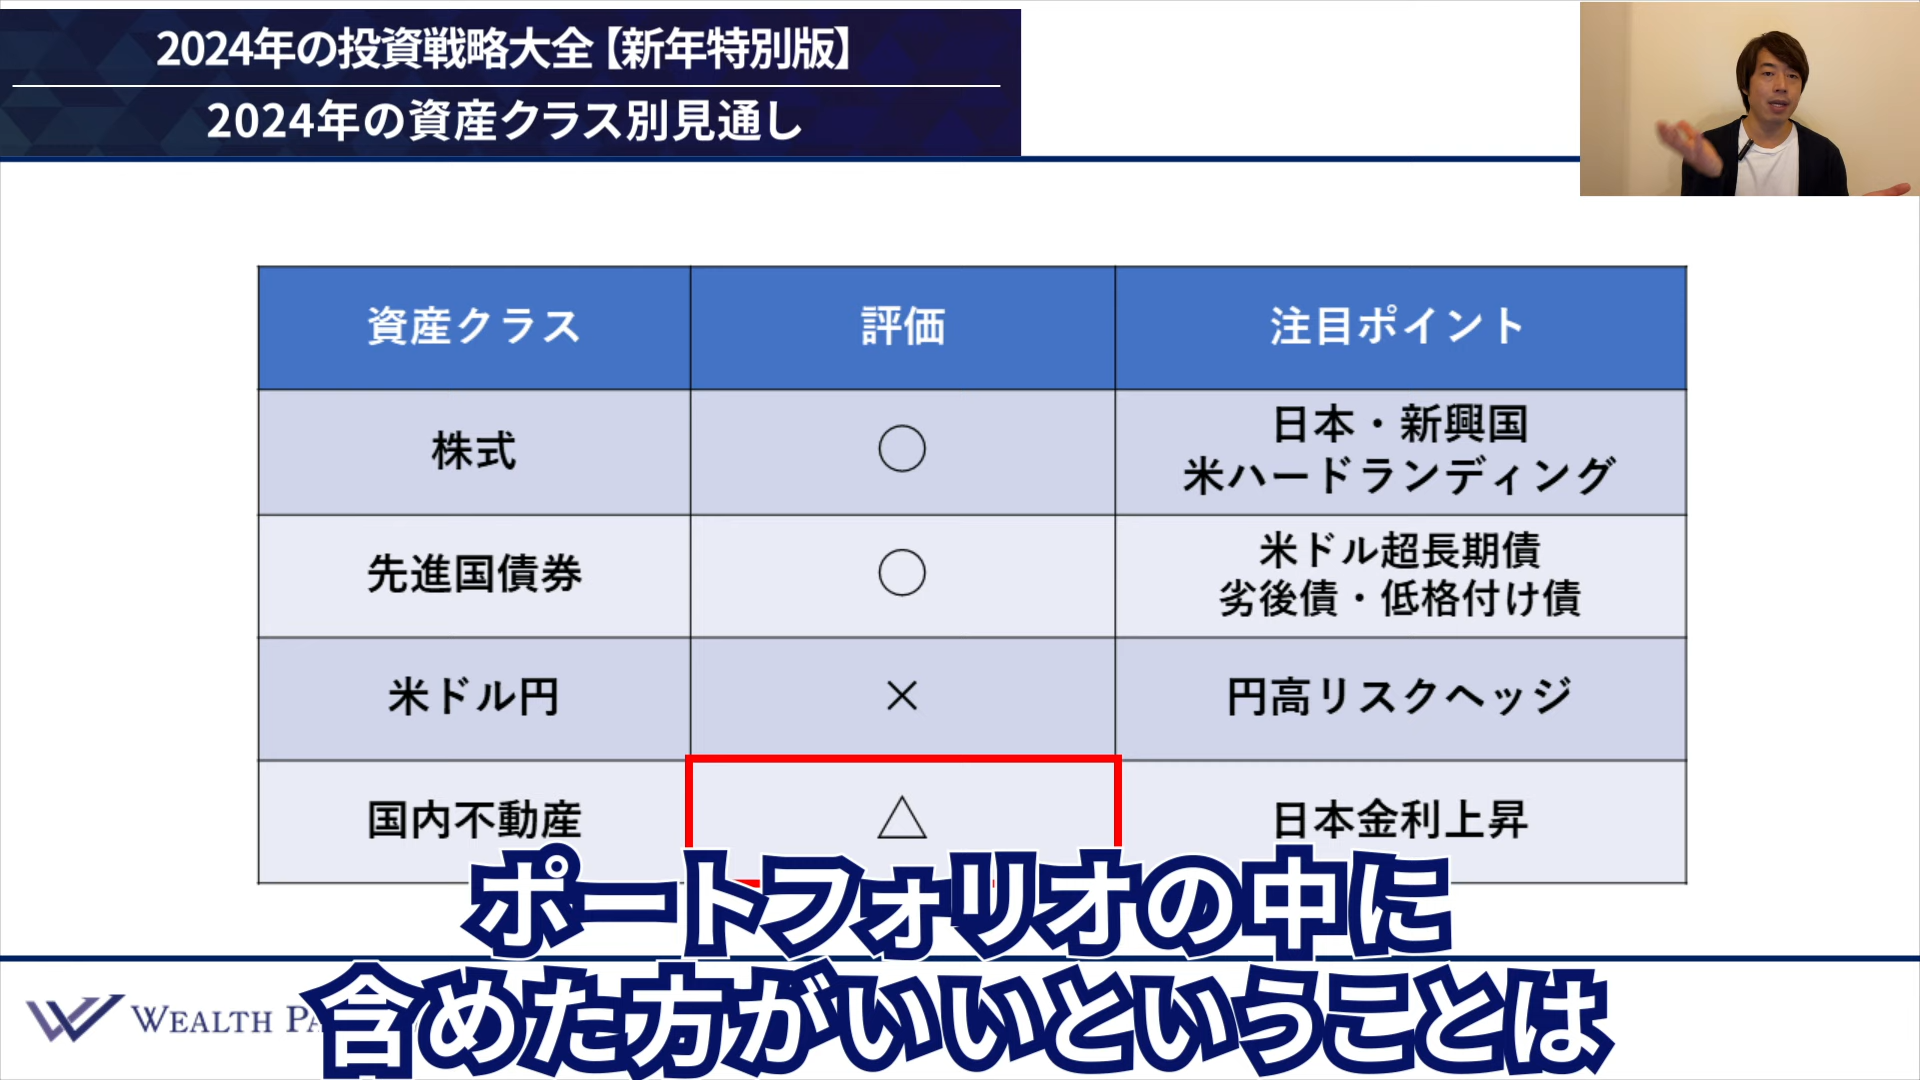 2024年の投資戦略大全【新年特別版】
2024年の資産クラス別見通し
資産クラス 評価 注目ポイント
株式 ○ 日本・新興国
米ハードランディング
先進国債券 ○ 米ドル超長期債
劣後債・低格付け債
米ドル円 × 円高リスクヘッジ
国内不動産 △ 日本金利上昇
ポートフォリオの中に
含めた方がいいということは
WEALTH